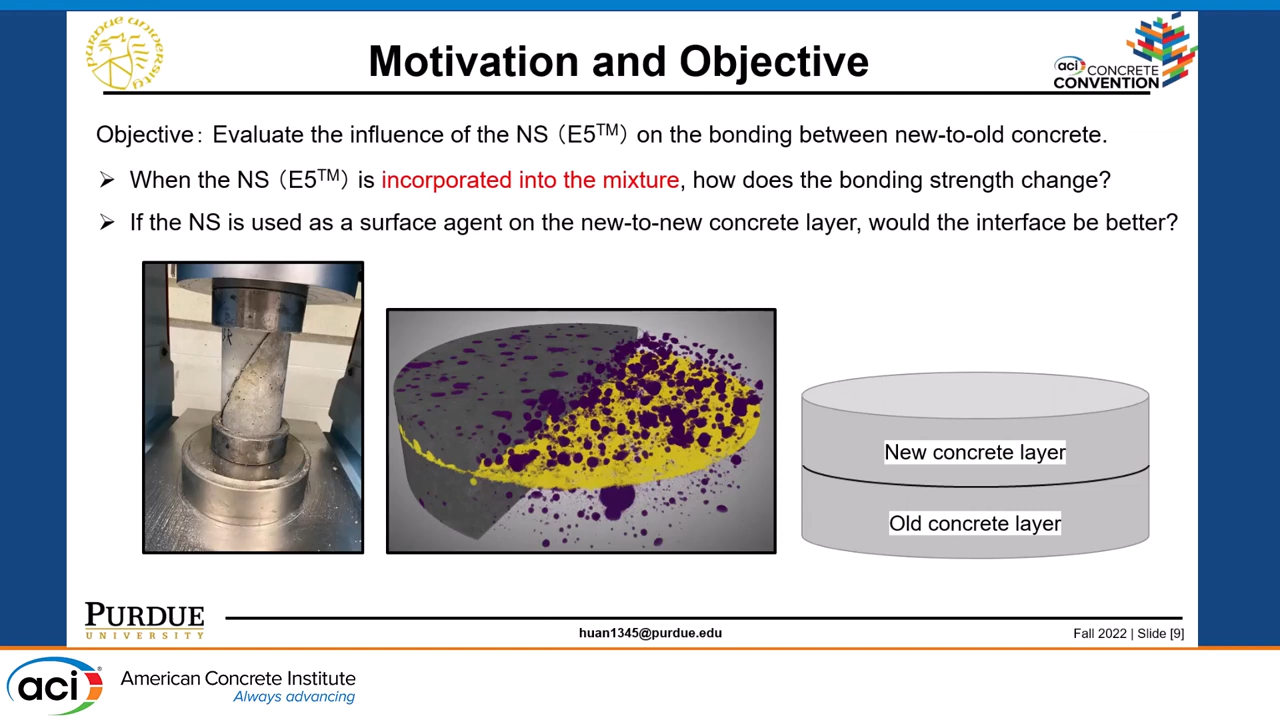 PURDUE UNIVERSITY
Motivation and Objective
aci CONCRETE
CONVENTION
Objective: Evaluate the influence of the NS (E5TM) on the bonding between new-to-old concrete.
➢ When the NS (E5TM) is incorporated into the mixture, how does the bonding strength change?
➢ If the NS is used as a surface agent on the new-to-new concrete layer, would the interface be better?
New concrete layer
Old concrete layer
PURDUE
UNIVERSITY
huan1345@purdue.edu
Fall 2022 | Slide [9]
aci®
American Concrete Institute
Always advancing